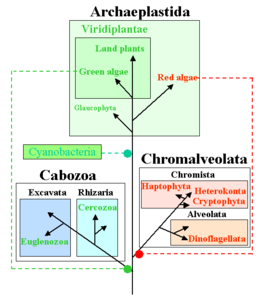 Archaeplastida
Viridiplantae
Land plants
Green algae
Red algae
Glaucophyta
Cyanobacteria
Chromalveolata
Cabozoa
Chromista
Excavata
Rhizaria
Haptophyta
Heterokonta
Cryptophyta
Cercozoa
Alveolata
Euglenozoa
Dinoflagellata